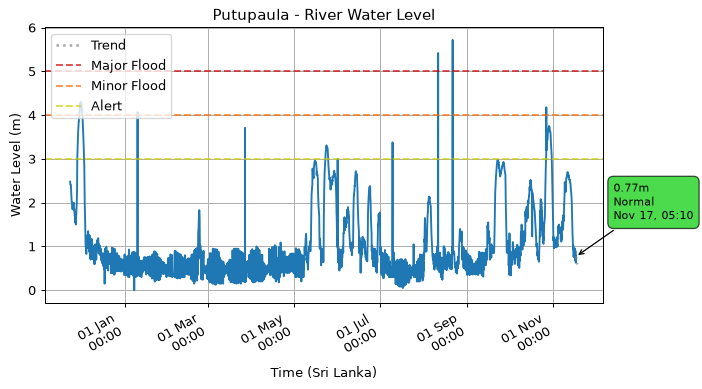 Putupaula - River Water Level
Water Level (m)
6
5
4
3
2
1
0
Trend
Major Flood
Minor Flood
Alert
0.77m
Normal
Nov 17, 05:10
01 Jan
00:00
01 Mar
00:00
01 May
00:00
01 Jul
00:00
01 Sep
00:00
01 Nov
00:00
Time (Sri Lanka)